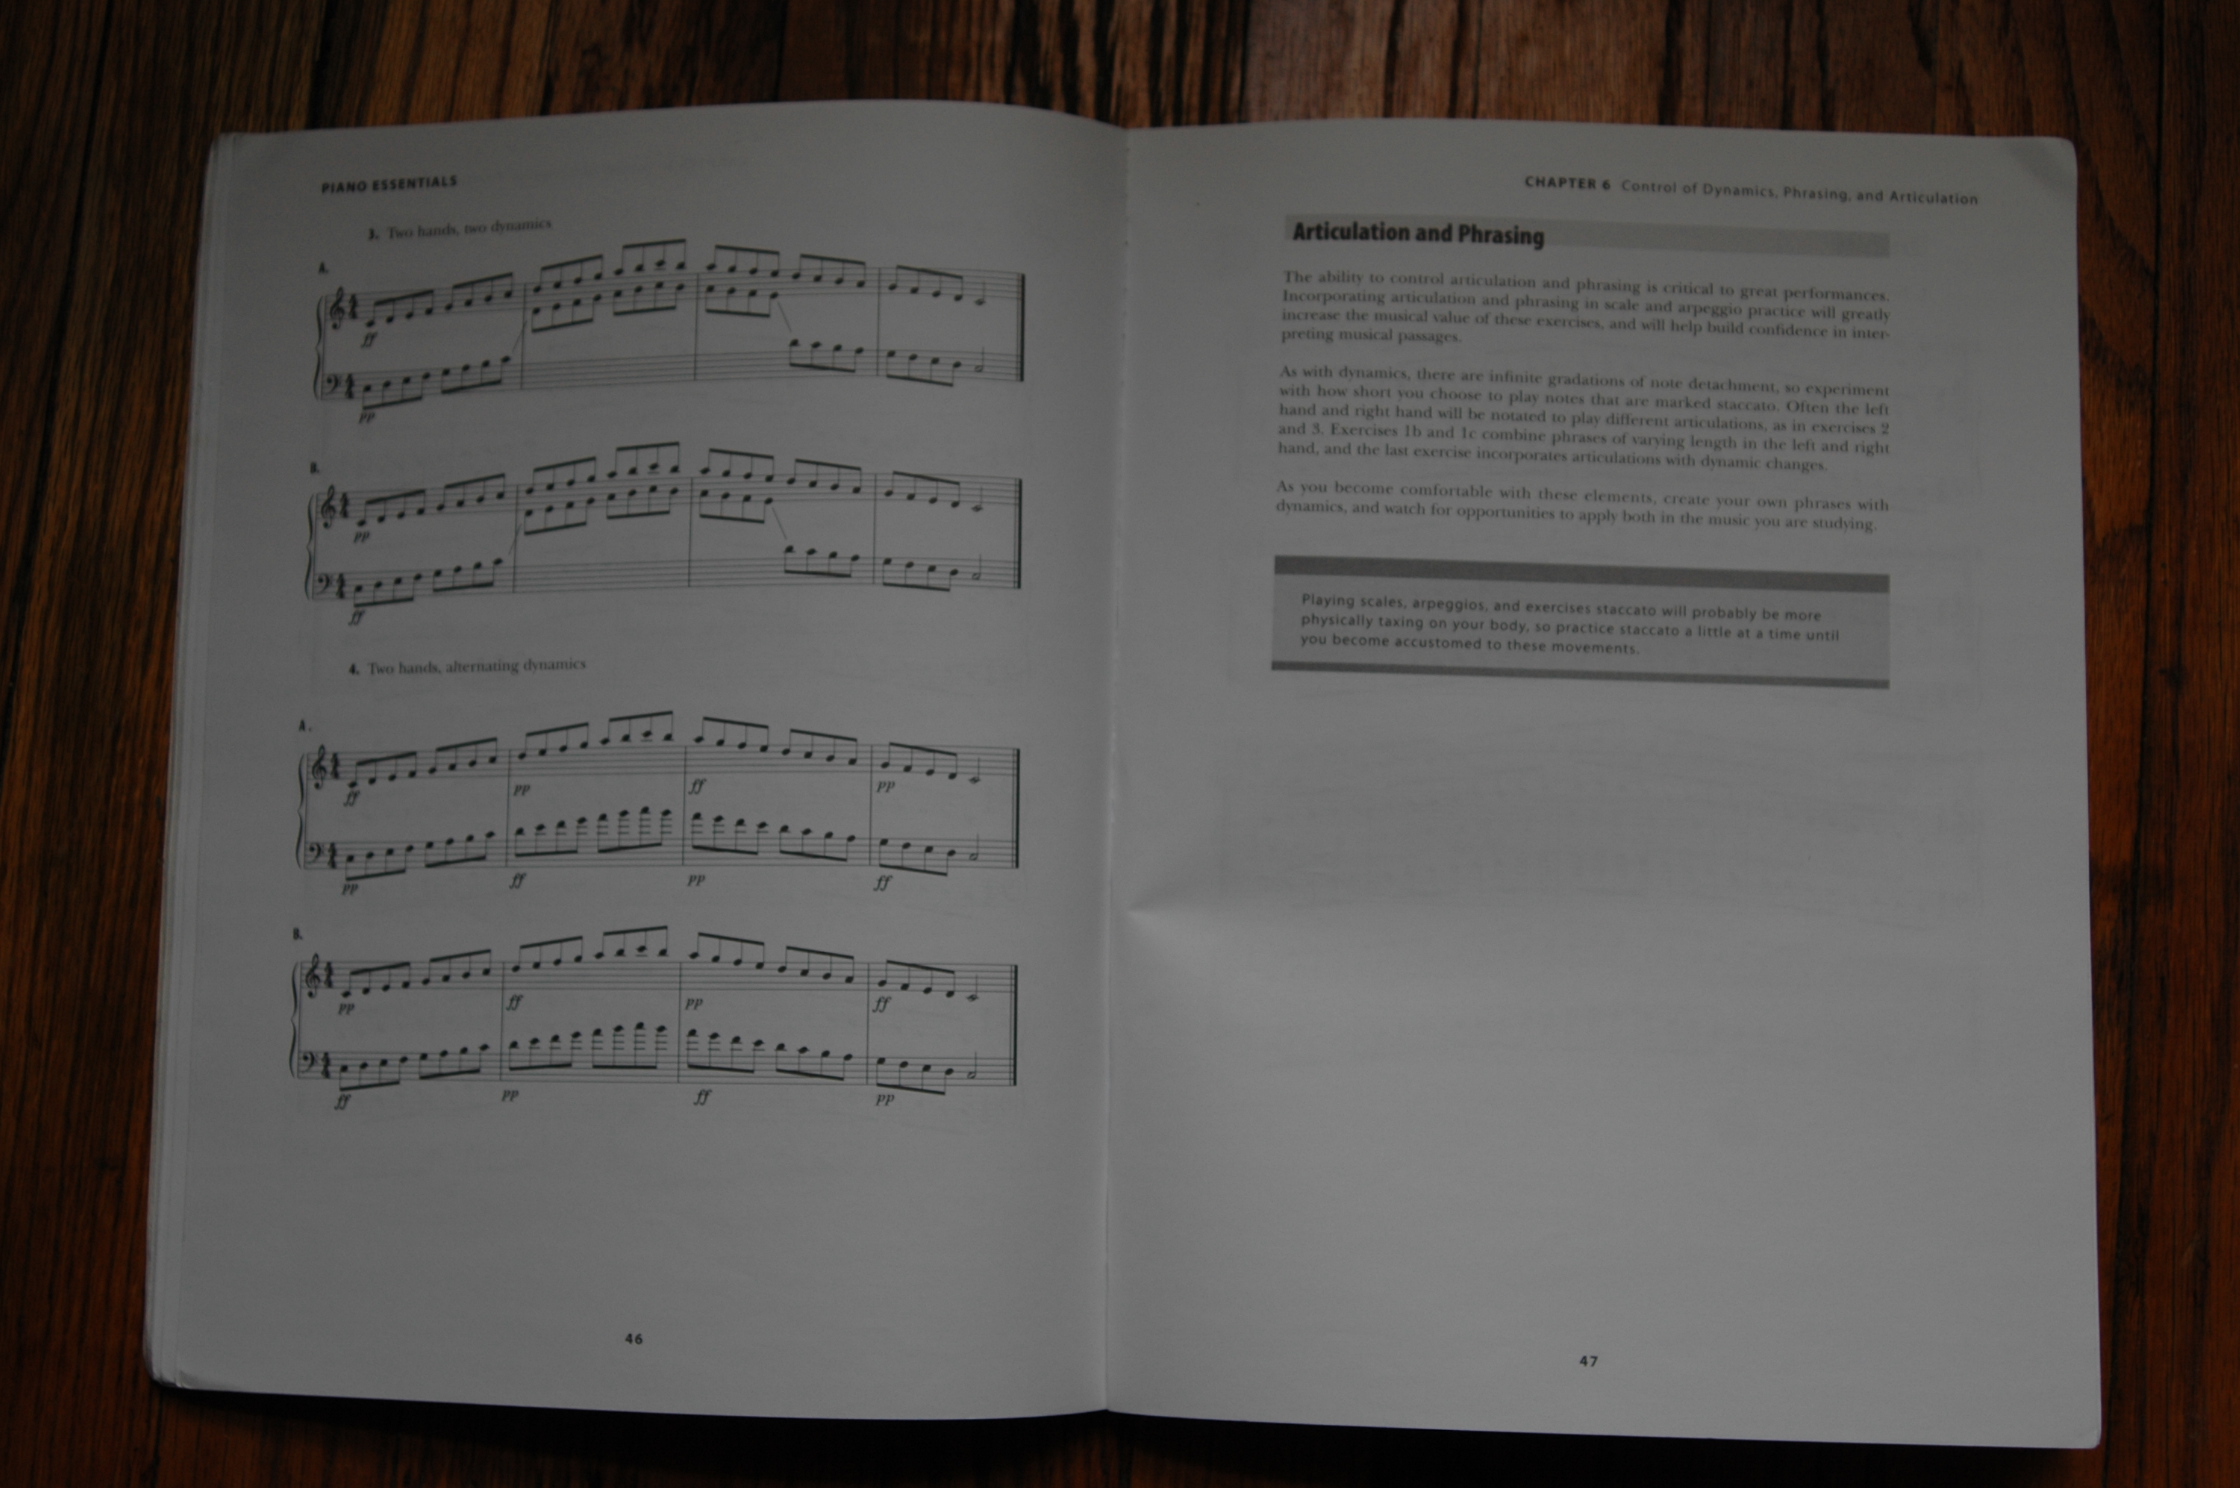 PIANO ESSENTIALS
3. Two hands, two dynamics
A.
ff
pp
B.
pp
ff
4. Two hands, alternating dynamics
A.
ff pp ff pp
pp ff pp ff
B.
pp ff pp ff
ff pp ff pp
46
CHAPTER 6 Control of Dynamics, Phrasing, and Articulation
Articulation and Phrasing
The ability to control articulation and phrasing is critical to great performances.
Incorporating articulation and phrasing in scale and arpeggio practice will greatly
increase the musical value of these exercises, and will help build confidence in inter-
preting musical passages.
As with dynamics, there are infinite gradations of note detachment, so experiment
with how short you choose to play notes that are marked staccato. Often the left
hand and right hand will be notated to play different articulations, as in exercises 2
and 3. Exercises 1b and 1c combine phrases of varying length in the left and right
hand, and the last exercise incorporates articulations with dynamic changes.
As you become comfortable with these elements, create your own phrases with
dynamics, and watch for opportunities to apply both in the music you are studying.
Playing scales, arpeggios, and exercises staccato will probably be more
physically taxing on your body, so practice staccato a little at a time until
you become accustomed to these movements.
47